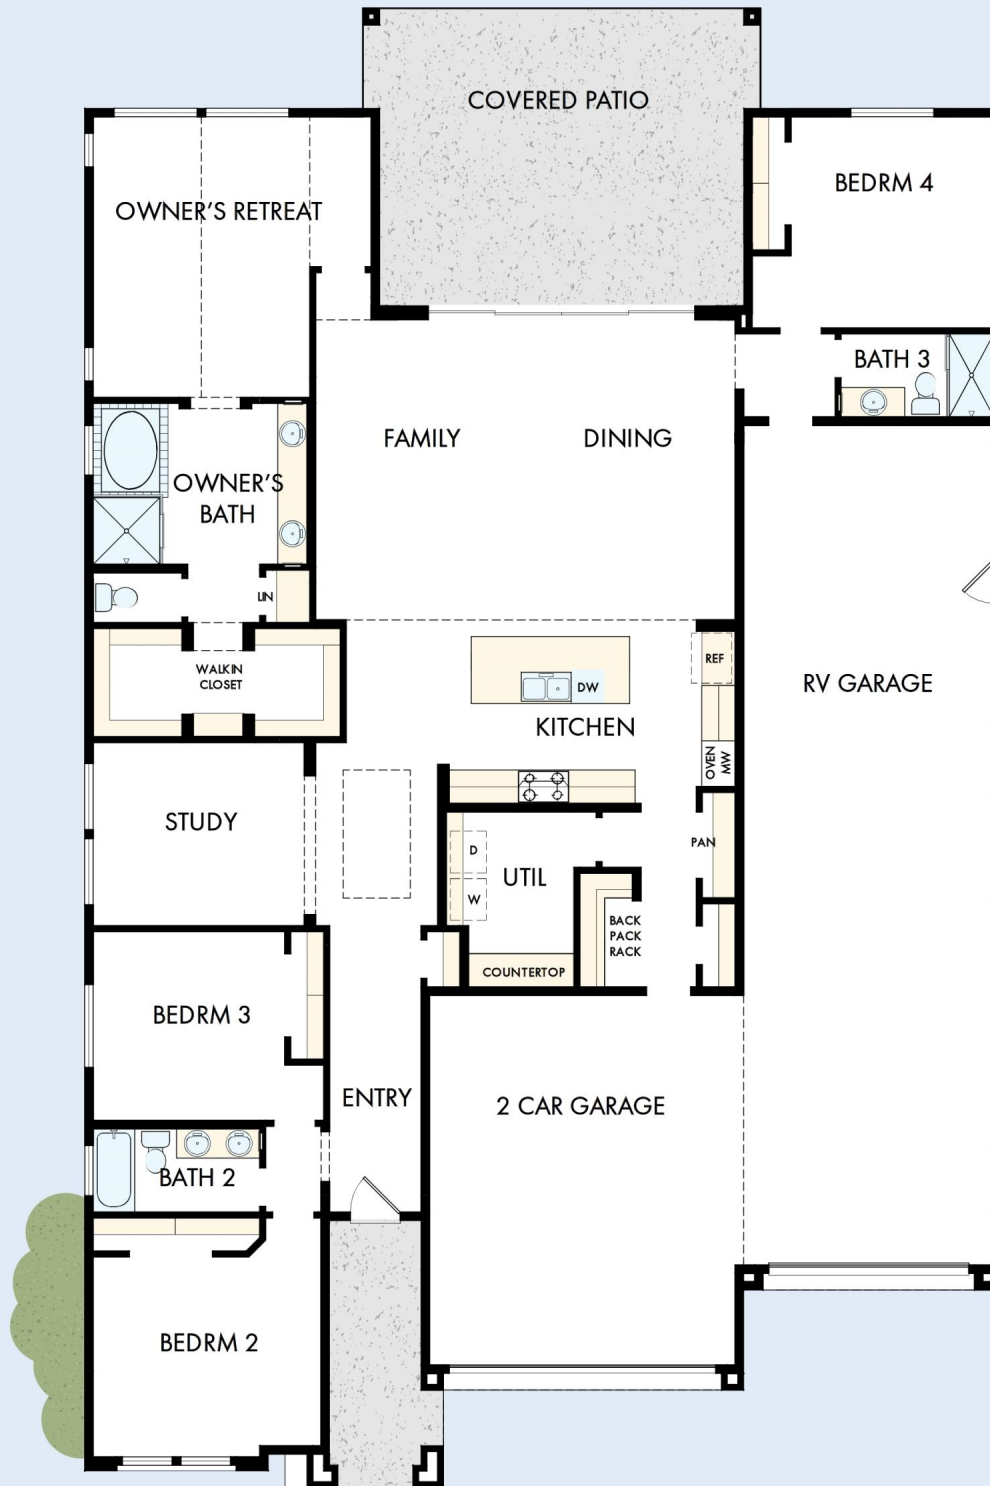 COVERED PATIO
BEDRM 4
OWNER'S RETREAT
BATH 3
FAMILY
DINING
OWNER'S
BATH
LIN
WALKIN
CLOSET
REF
DW
RV GARAGE
KITCHEN
OVEN
MW
STUDY
D
PAN
UTIL
W
BACK
PACK
RACK
COUNTERTOP
BEDRM 3
ENTRY
2 CAR GARAGE
BATH 2
BEDRM 2